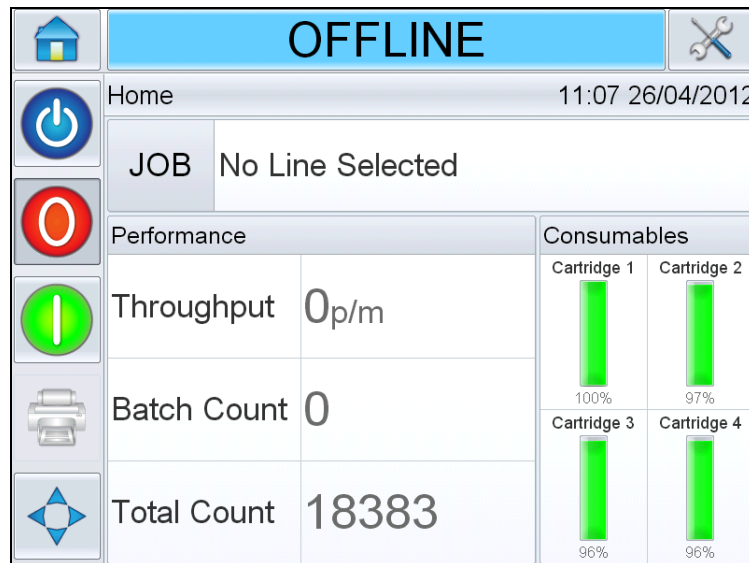 OFFLINE
Home 11:07 26/04/2012
JOB No Line Selected
Performance
Throughput 0p/m
Batch Count 0
Total Count 18383
Consumables
Cartridge 1 Cartridge 2
100% 97%
Cartridge 3 Cartridge 4
96% 96%